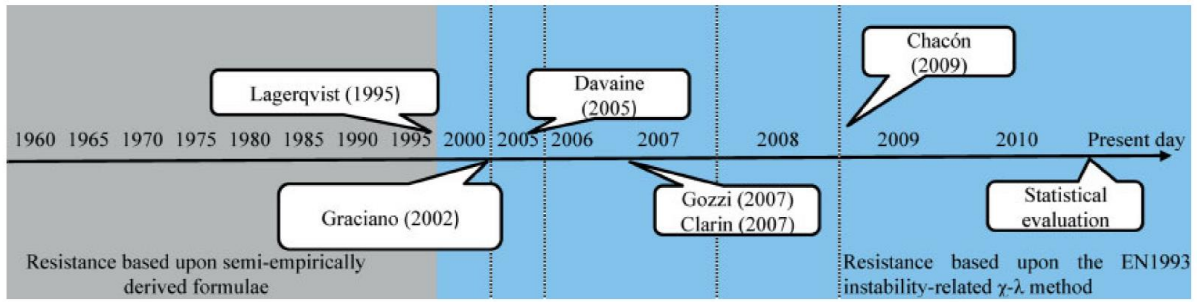 Chacón
(2009)
Lagerqvist (1995)
Davaine
(2005)
1960 1965 1970 1975 1980 1985 1990 1995 2000 2005 2006 2007 2008 2009 2010 Present day
Graciano (2002)
Gozzi (2007)
Clarin (2007)
Statistical
evaluation
Resistance based upon semi-empirically
derived formulae
Resistance based upon the EN1993
instability-related χ-λ method